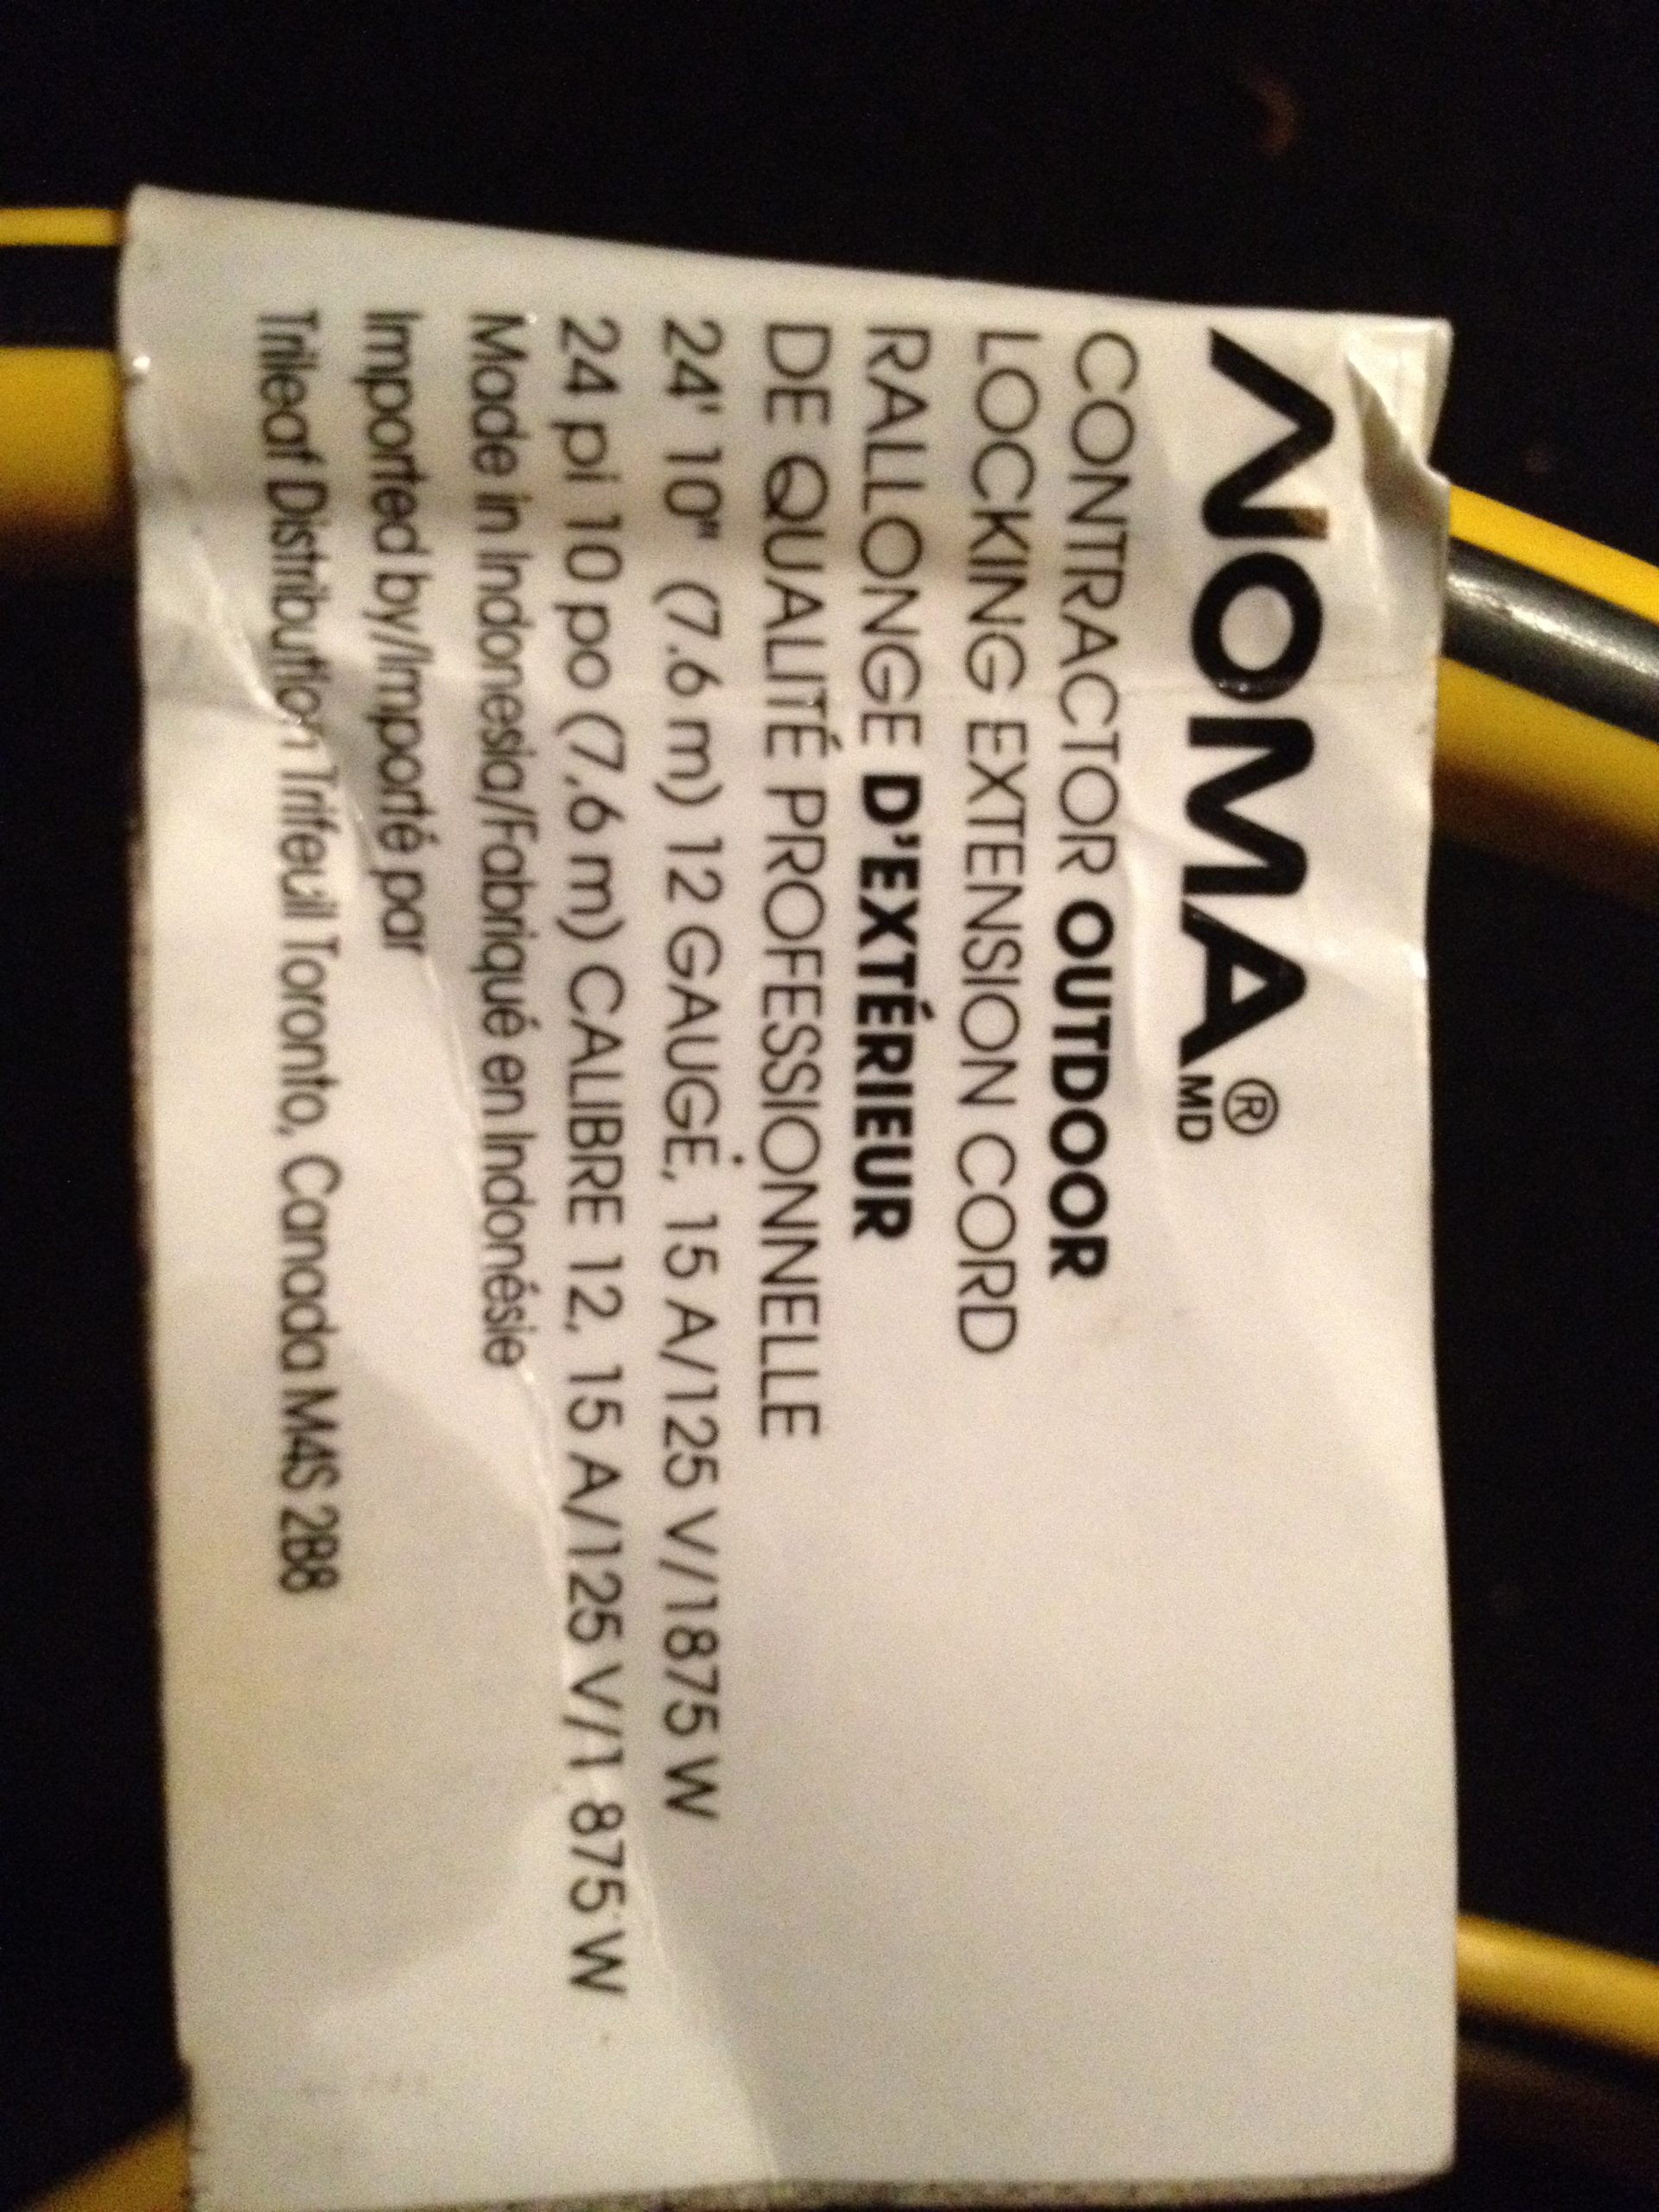 NOMA® MD
CONTRACTOR OUTDOOR
LOCKING EXTENSION CORD
RALLONGE D'EXTÉRIEUR
DE QUALITÉ PROFESSIONNELLE
24' 10" (7.6 m) 12 GAUGE, 15 A/125 V/1875 W
24 pi 10 po (7,6 m) CALIBRE 12, 15 A/125 V/1 875 W
Made in Indonesia/Fabriqué en Indonésie
Imported by/Importé par
Trileaf Distribution Trifeuil Toronto, Canada M4S 2B8